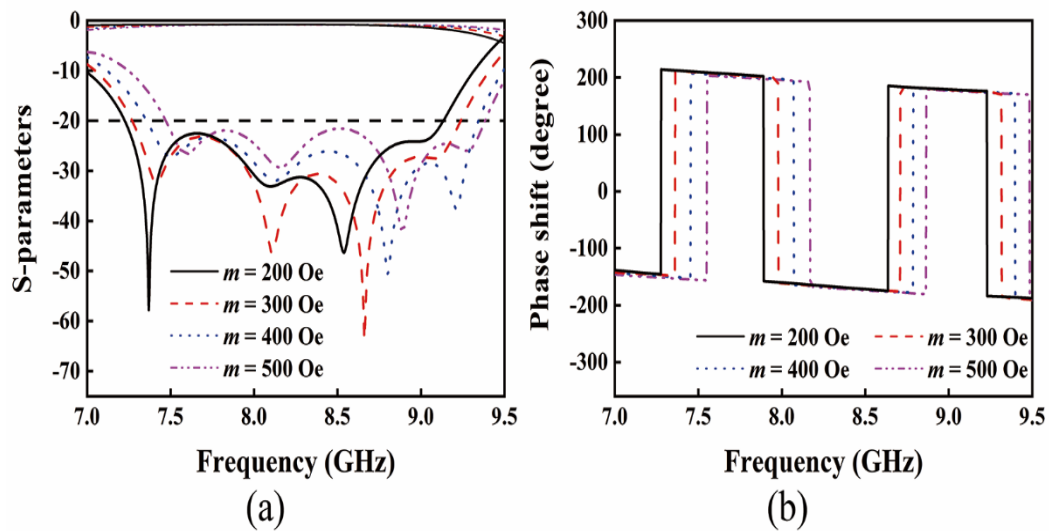 0
-10
-20
-30
-40
-50
-60
-70
S-parameters
m = 200 Oe
m = 300 Oe
m = 400 Oe
m = 500 Oe
7.0 7.5 8.0 8.5 9.0 9.5
Frequency (GHz)
(a)
300
200
100
0
-100
-200
-300
Phase shift (degree)
m = 200 Oe m = 300 Oe
m = 400 Oe m = 500 Oe
7.0 7.5 8.0 8.5 9.0 9.5
Frequency (GHz)
(b)